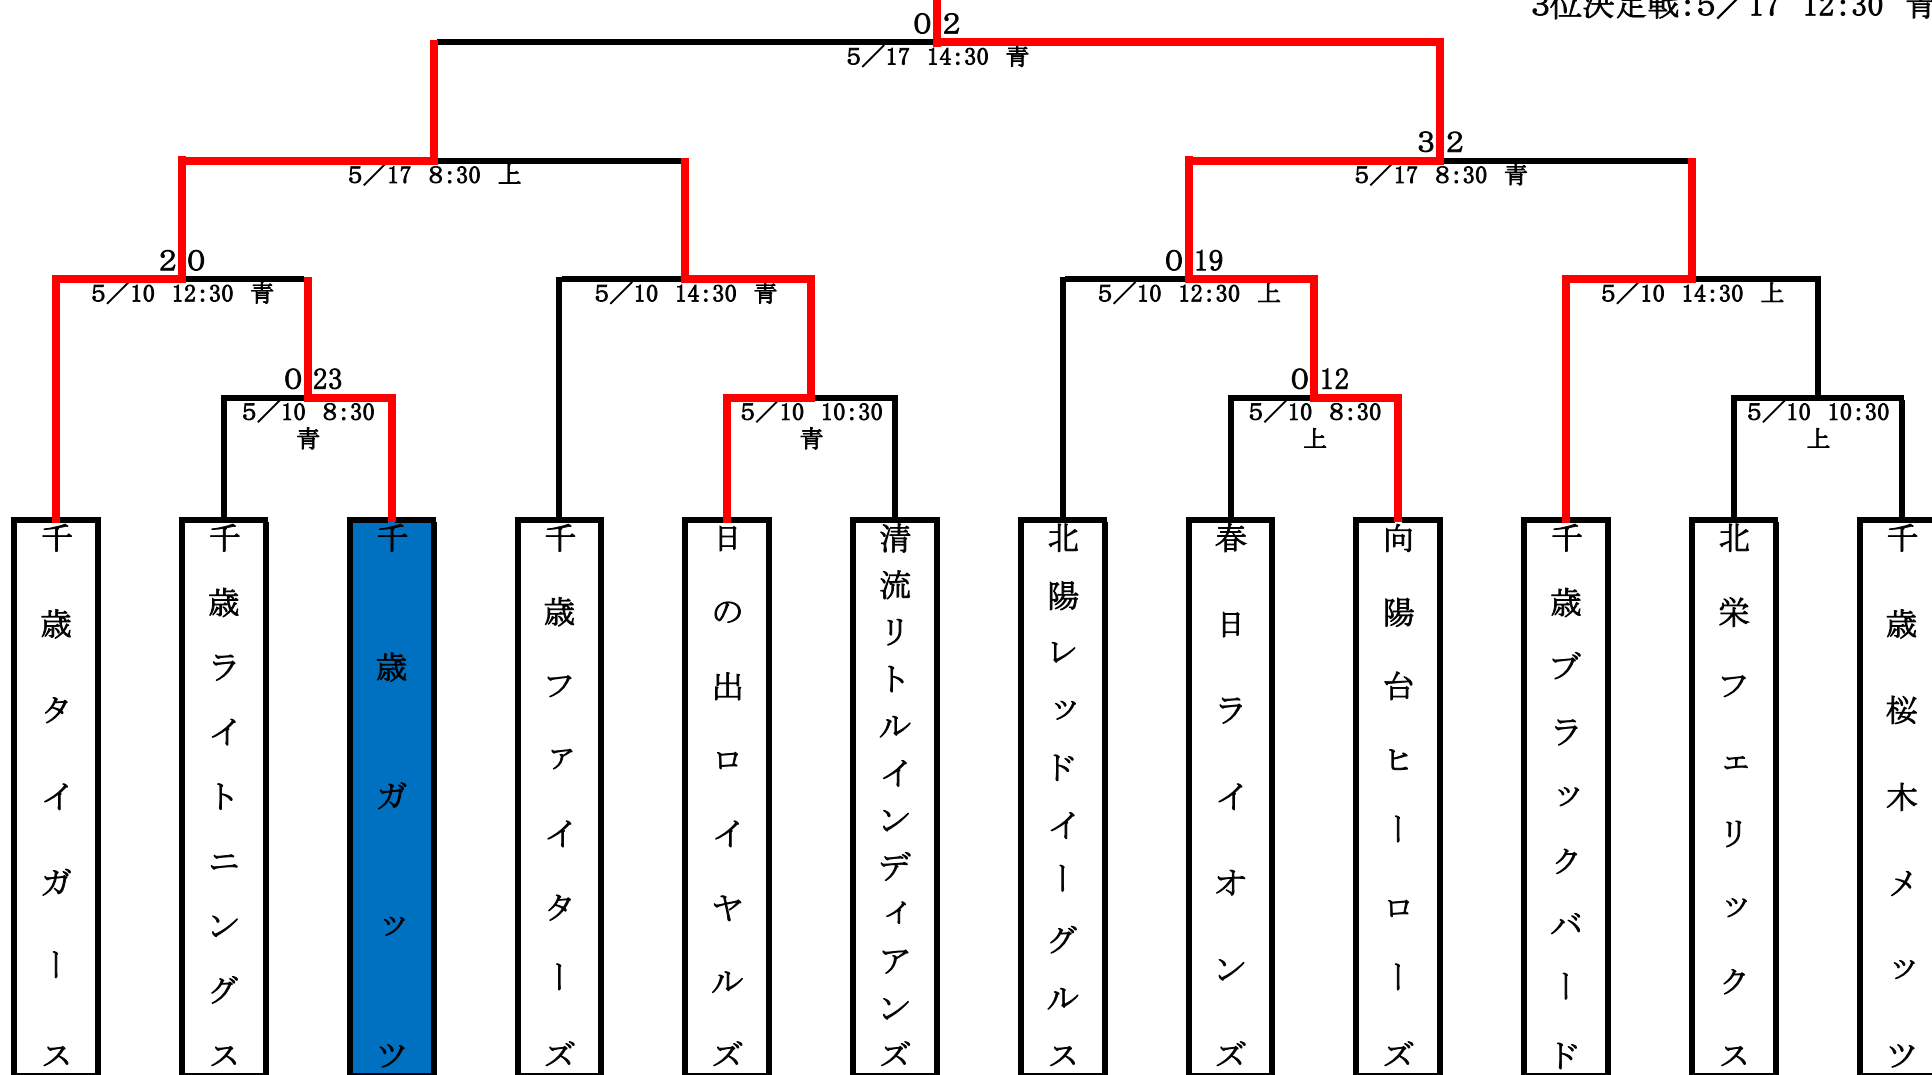 3位決定戦:5／17 12:30 青
0 2
5／17 14:30 青
5／17 8:30 上
3 2
5／17 8:30 青
2 0
5／10 12:30 青
5／10 14:30 青
0 19
5／10 12:30 上
5／10 14:30 上
0 23
5／10 8:30
青
5／10 10:30
青
0 12
5／10 8:30
上
5／10 10:30
上
千歳タイガース
千歳ライトニングス
千歳ガッツ
千歳ファイターズ
日の出ロイヤルズ
清流リトルインディアンズ
北陽レッドイーグルス
春日ライオンズ
向陽台ヒーローズ
千歳ブラックバード
北栄フェリックス
千歳桜木メッツ